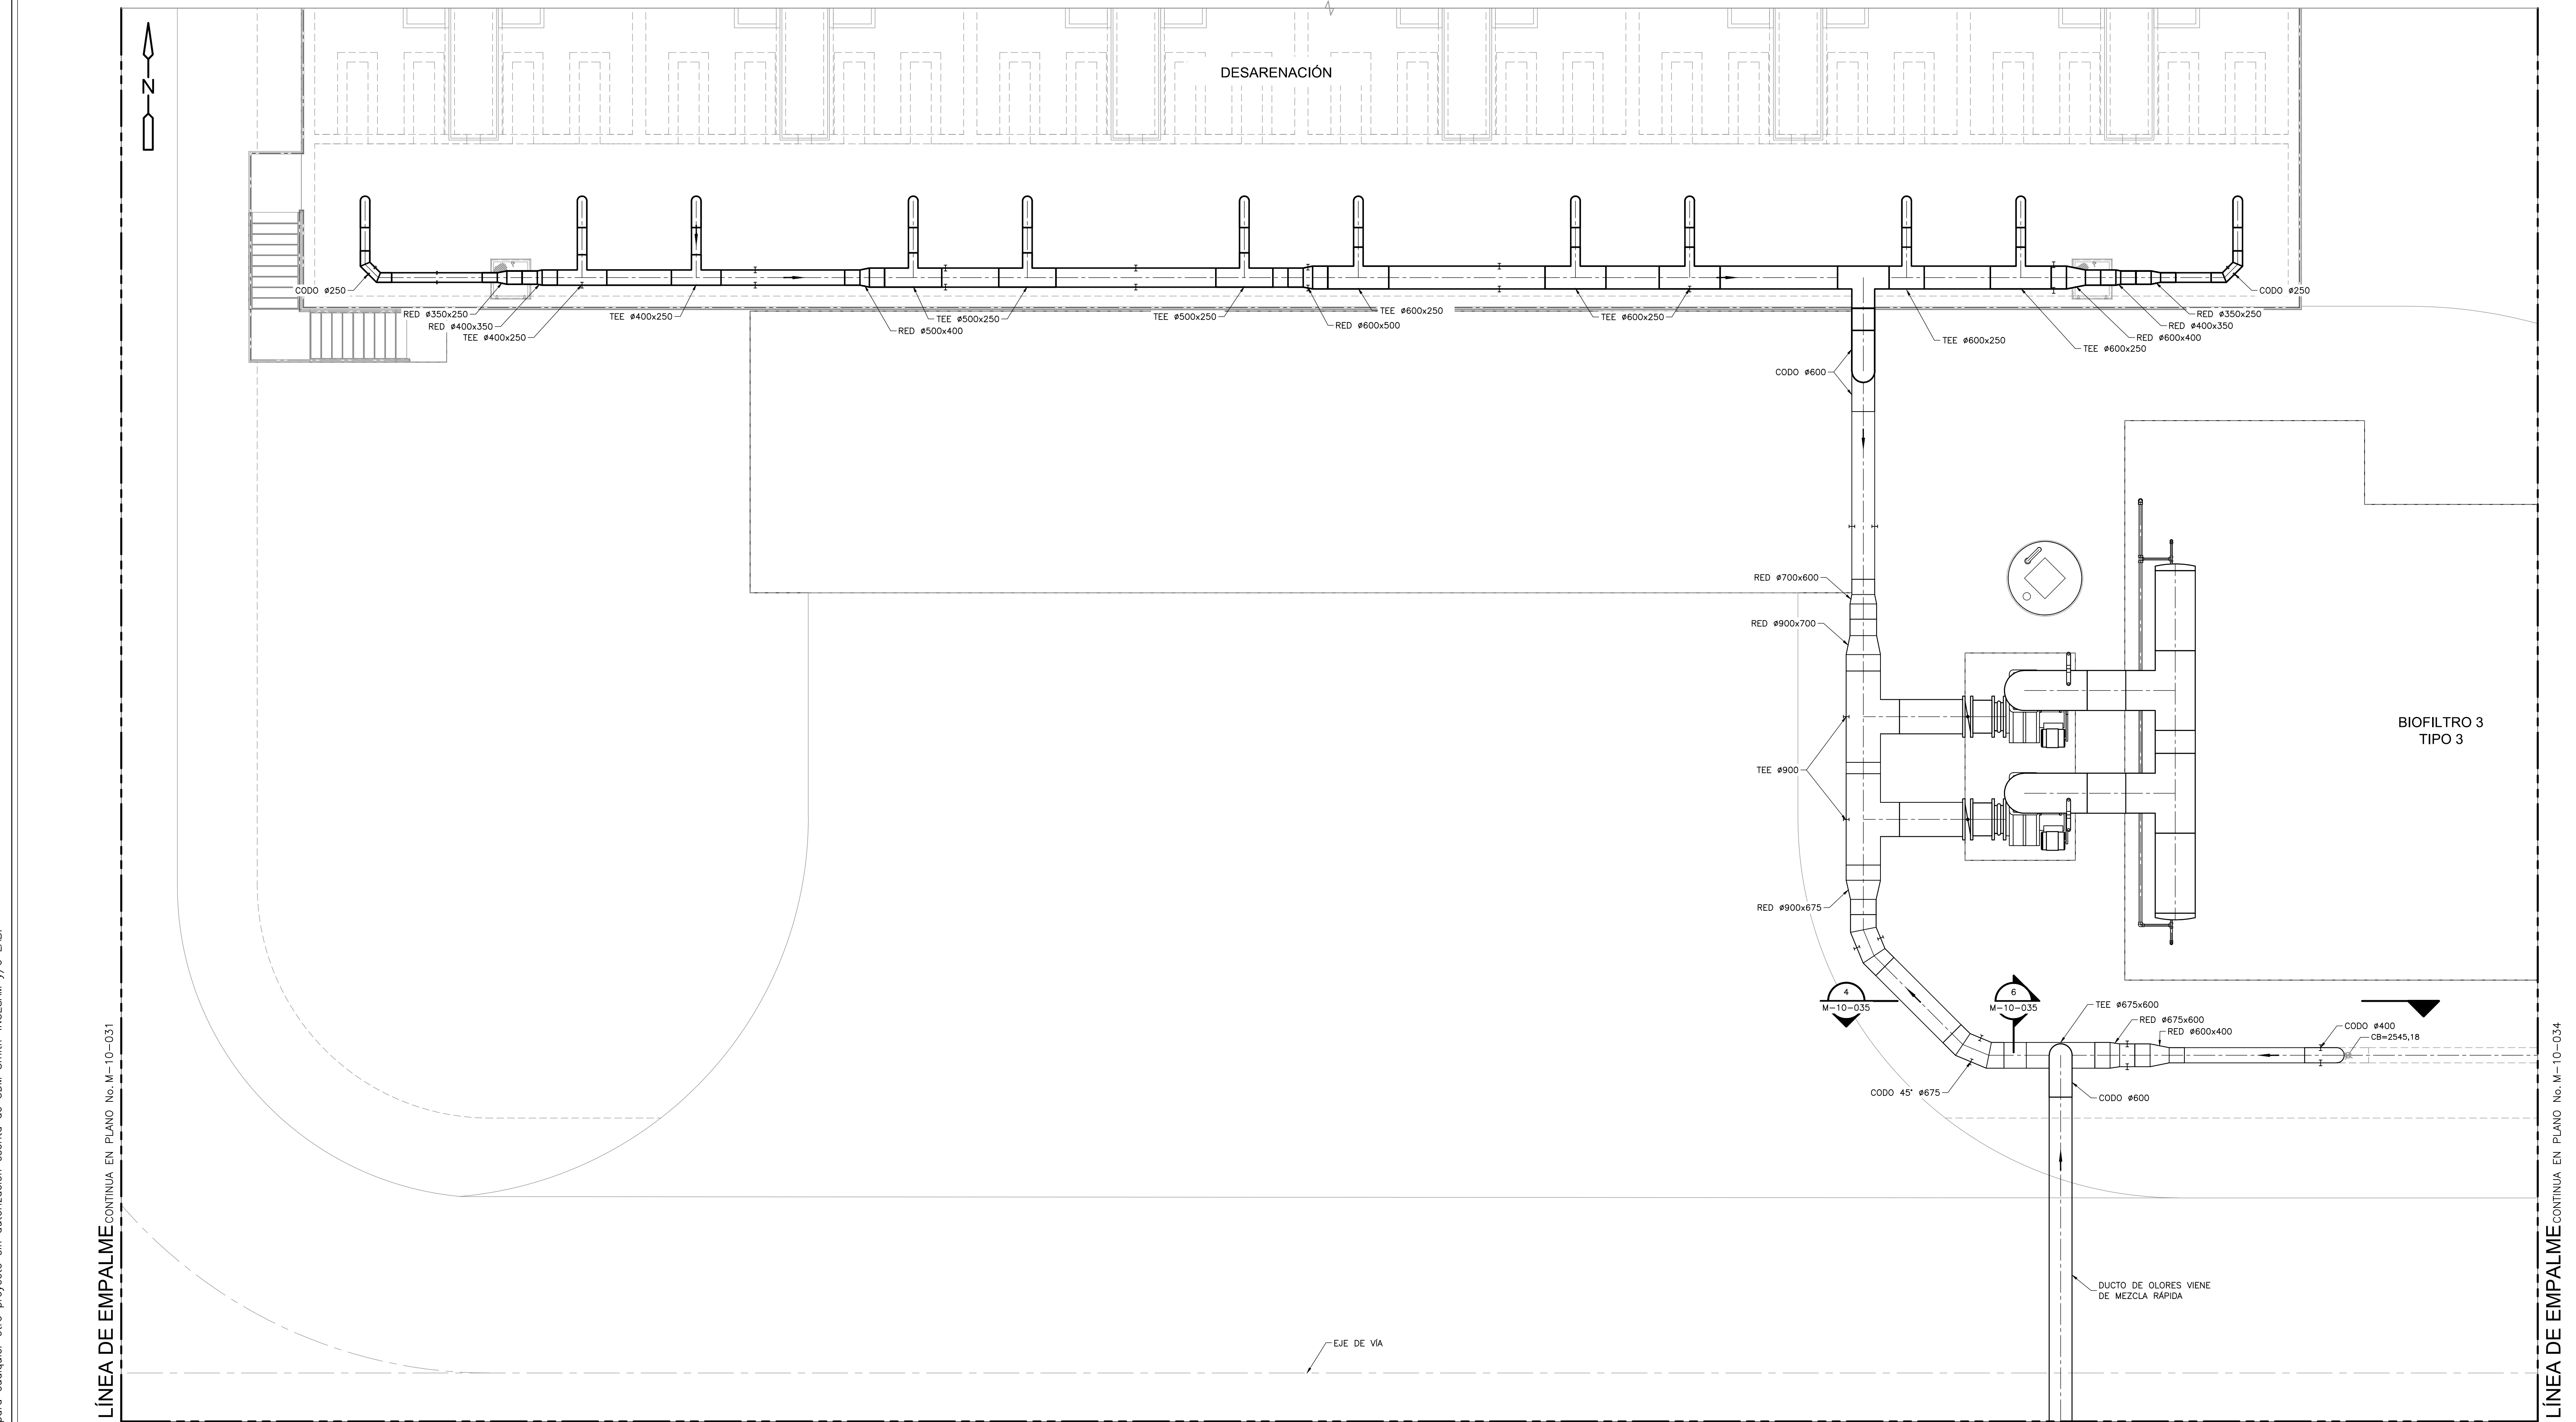 N
DESARENACIÓN
CODO ø250
RED ø350x250
RED ø400x350
TEE ø400x250
TEE ø400x250
RED ø500x400
TEE ø500x250
TEE ø500x250
RED ø600x500
TEE ø600x250
TEE ø600x250
TEE ø600x250
TEE ø600x250
RED ø600x400
RED ø400x350
RED ø350x250
CODO ø250
CODO ø600
RED ø700x600
RED ø900x700
TEE ø900
RED ø900x675
BIOFILTRO 3
TIPO 3
4
M-10-035
6
M-10-035
TEE ø675x600
RED ø675x600
RED ø600x400
CODO ø400
CB=2545,18
CODO 45° ø675
CODO ø600
DUCTO DE OLORES VIENE
DE MEZCLA RÁPIDA
EJE DE VÍA
LÍNEA DE EMPALME CONTINUA EN PLANO No. M-10-031
LÍNEA DE EMPALME CONTINUA EN PLANO No. M-10-034